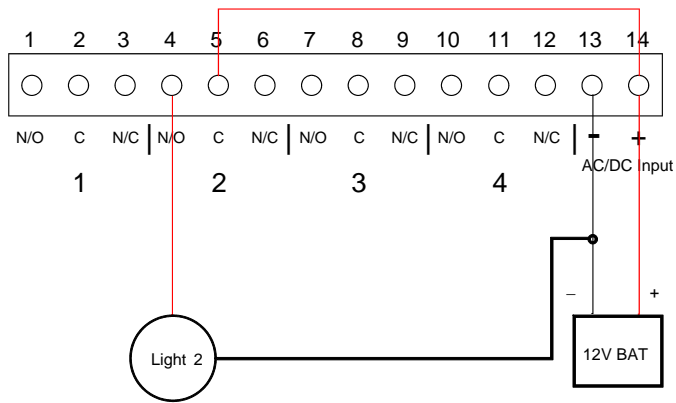 1 2 3 4 5 6 7 8 9 10 11 12 13 14
N/O C N/C | N/O C N/C | N/O C N/C | N/O C N/C | - +
AC/DC Input
1 2 3 4
− +
Light 2
12V BAT